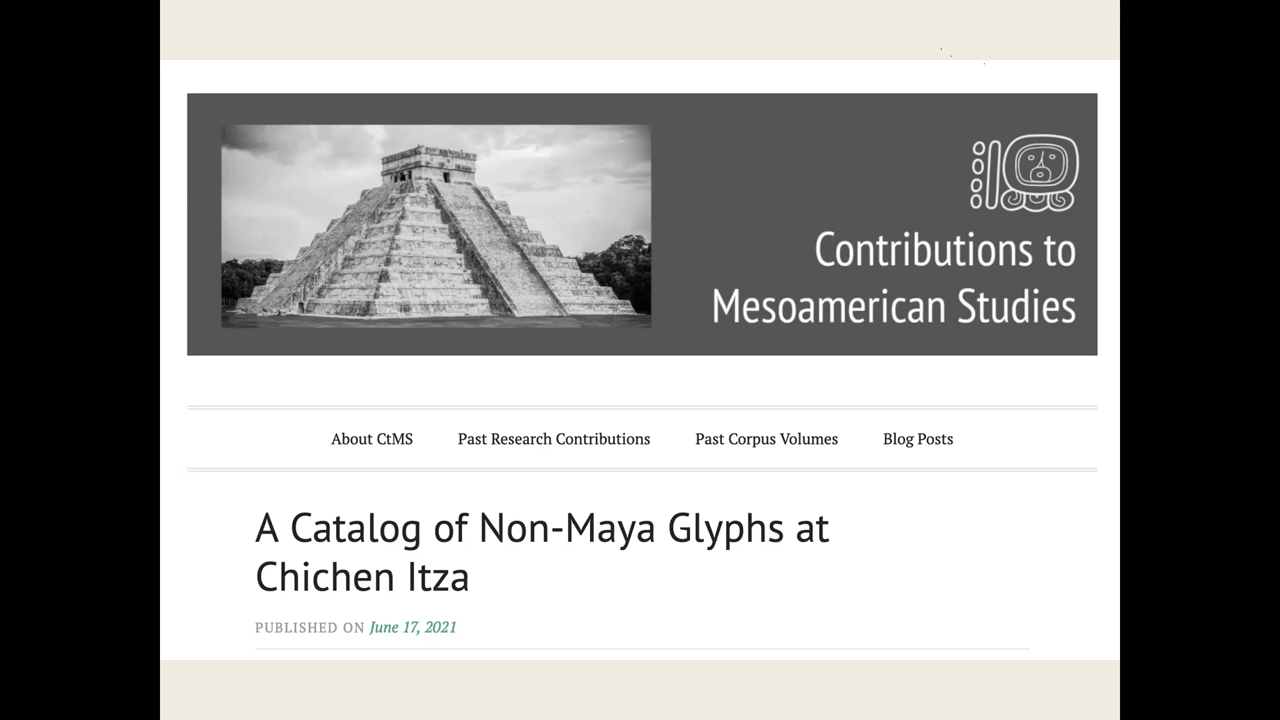 Contributions to
Mesoamerican Studies
About CtMS Past Research Contributions Past Corpus Volumes Blog Posts
A Catalog of Non-Maya Glyphs at
Chichen Itza
PUBLISHED ON June 17, 2021